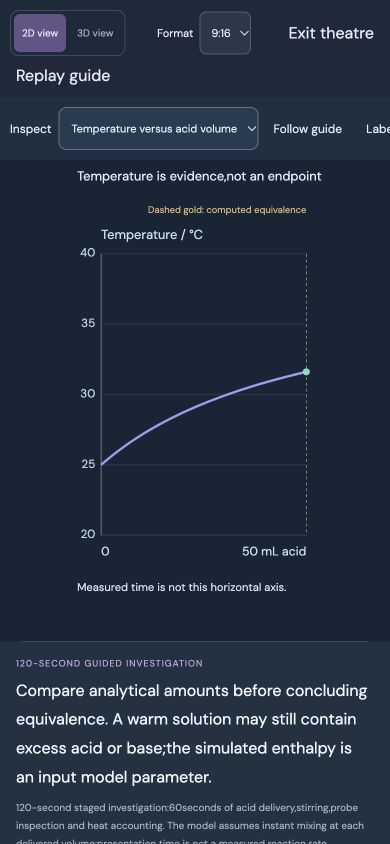 2D view 3D view Format 9:16 Exit theatre
Replay guide
Inspect Temperature versus acid volume Follow guide Labe
Temperature is evidence,not an endpoint
Dashed gold: computed equivalence
Temperature / °C
40
35
30
25
20
0 50 mL acid
Measured time is not this horizontal axis.
120-SECOND GUIDED INVESTIGATION
Compare analytical amounts before concluding
equivalence. A warm solution may still contain
excess acid or base;the simulated enthalpy is
an input model parameter.
120-second staged investigation:60seconds of acid delivery,stirring,probe
inspection and heat accounting. The model assumes instant mixing at each
delivered volume;presentation time is not a measured reaction rate